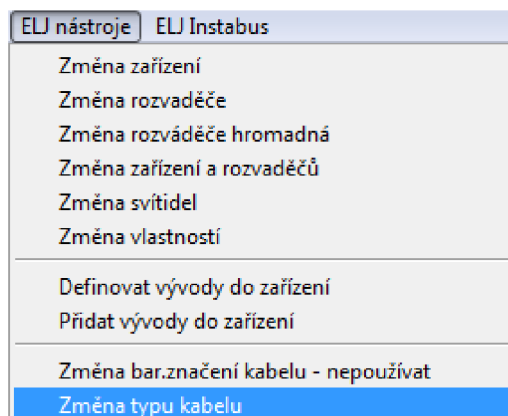 ELJ nástroje ELJ Instabus
Změna zařízení
Změna rozvaděče
Změna rozváděče hromadná
Změna zařízení a rozvaděčů
Změna svítidel
Změna vlastností
Definovat vývody do zařízení
Přidat vývody do zařízení
Změna bar.značení kabelu - nepoužívat
Změna typu kabelu